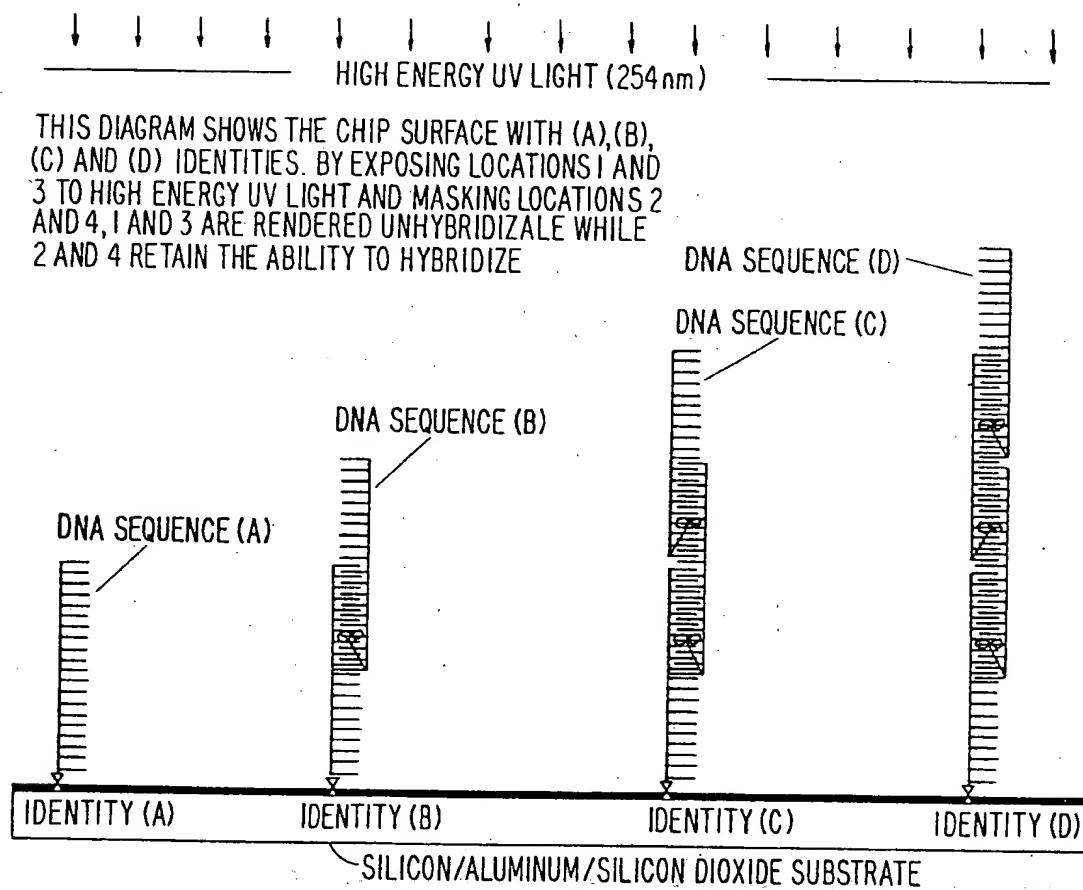 HIGH ENERGY UV LIGHT (254nm)
THIS DIAGRAM SHOWS THE CHIP SURFACE WITH (A),(B),
(C) AND (D) IDENTITIES. BY EXPOSING LOCATIONS 1 AND
3 TO HIGH ENERGY UV LIGHT AND MASKING LOCATIONS 2
AND 4, 1 AND 3 ARE RENDERED UNHYBRIDIZALE WHILE
2 AND 4 RETAIN THE ABILITY TO HYBRIDIZE
DNA SEQUENCE (D)
DNA SEQUENCE (C)
DNA SEQUENCE (B)
DNA SEQUENCE (A)
IDENTITY (A) IDENTITY (B) IDENTITY (C) IDENTITY (D)
SILICON/ALUMINUM/SILICON DIOXIDE SUBSTRATE